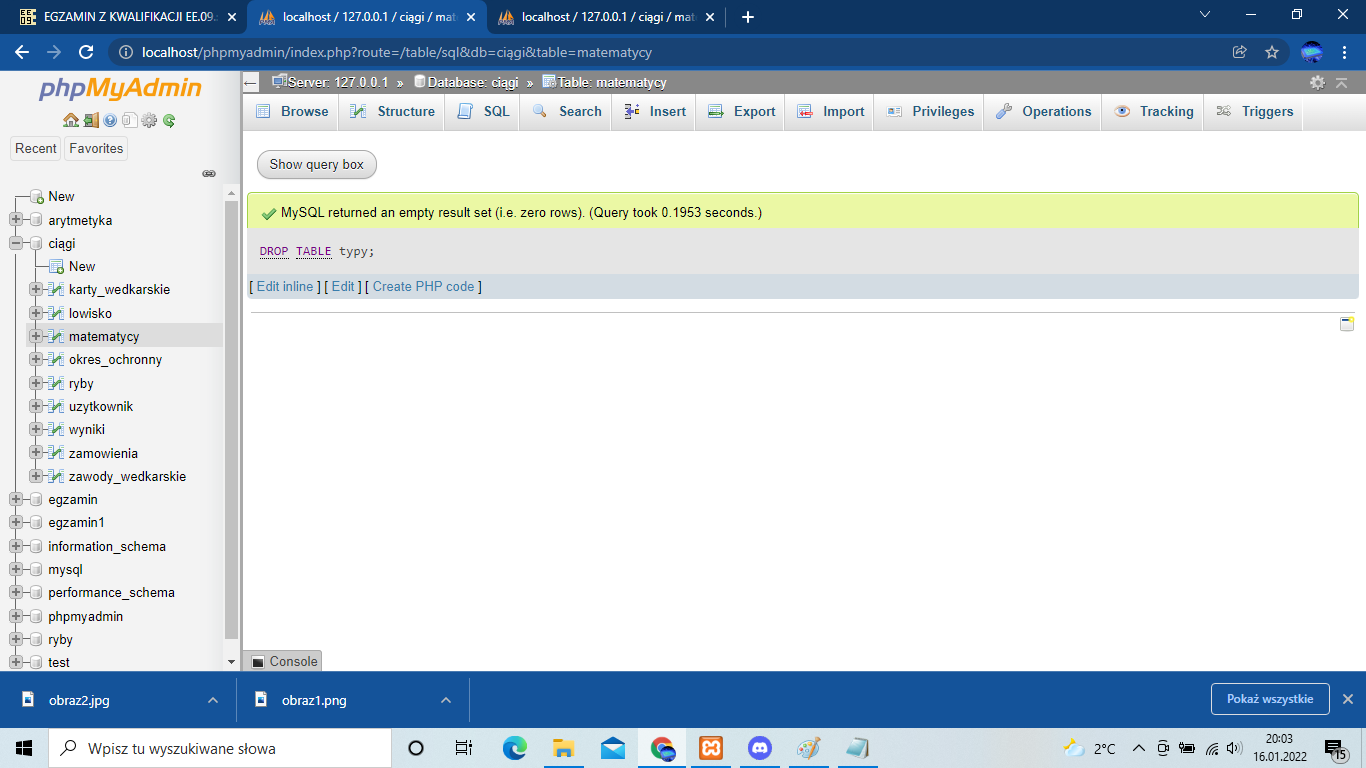 EGZAMIN Z KWALIFIKACJI EE.09.
localhost / 127.0.0.1 / ciągi / mat
localhost / 127.0.0.1 / ciągi / mat
localhost/phpmyadmin/index.php?route=/table/sql&db=ciągi&table=matematycy
phpMyAdmin
Recent
Favorites
New
arytmetyka
ciągi
New
karty_wedkarskie
lowisko
matematycy
okres_ochronny
ryby
uzytkownik
wyniki
zamowienia
zawody_wedkarskie
egzamin
egzamin1
information_schema
mysql
performance_schema
phpmyadmin
ryby
test
Server: 127.0.0.1 » Database: ciągi » Table: matematycy
Browse Structure SQL Search Insert Export Import Privileges Operations Tracking Triggers
Show query box
MySQL returned an empty result set (i.e. zero rows). (Query took 0.1953 seconds.)
DROP TABLE typy;
[ Edit inline ] [ Edit ] [ Create PHP code ]
Console
obraz2.jpg
obraz1.png
Pokaż wszystkie
Wpisz tu wyszukiwane słowa
2°C
20:03
16.01.2022
15